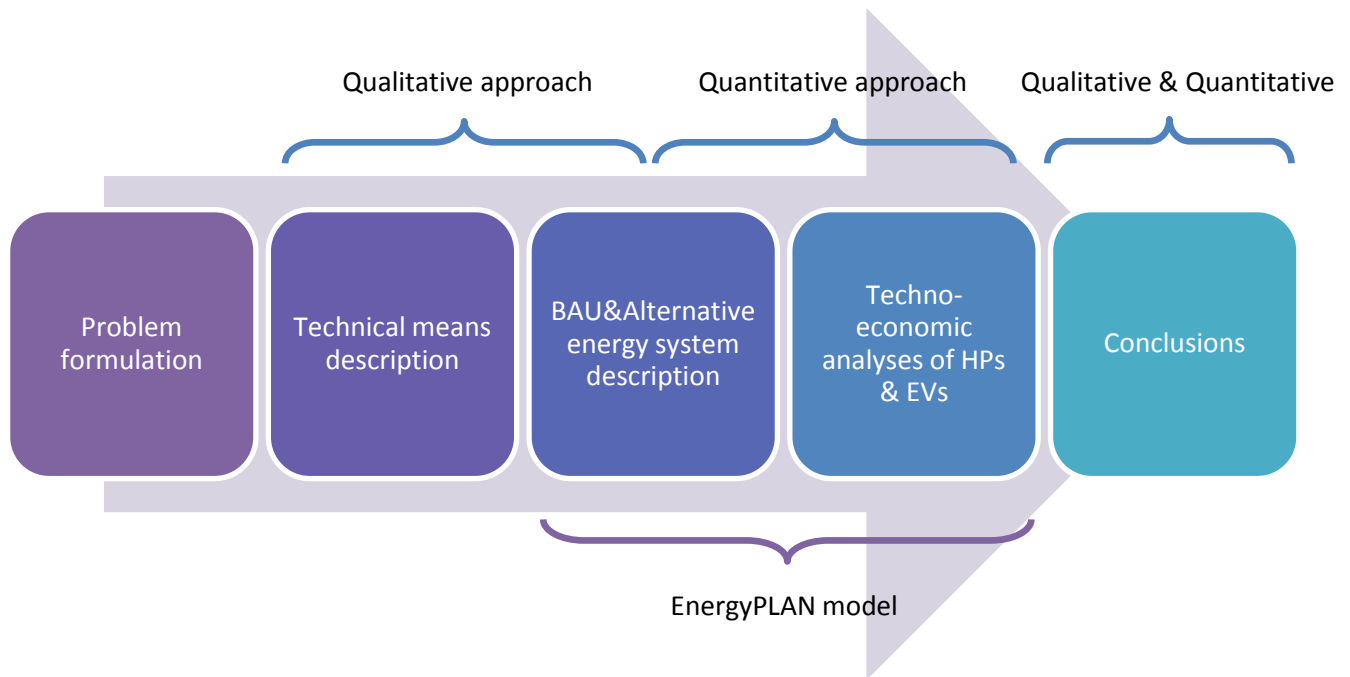 Qualitative approach
Quantitative approach
Qualitative & Quantitative
Problem
formulation
Technical means
description
BAU&Alternative
energy system
description
Techno-
economic
analyses of HPs
& EVs
Conclusions
EnergyPLAN model